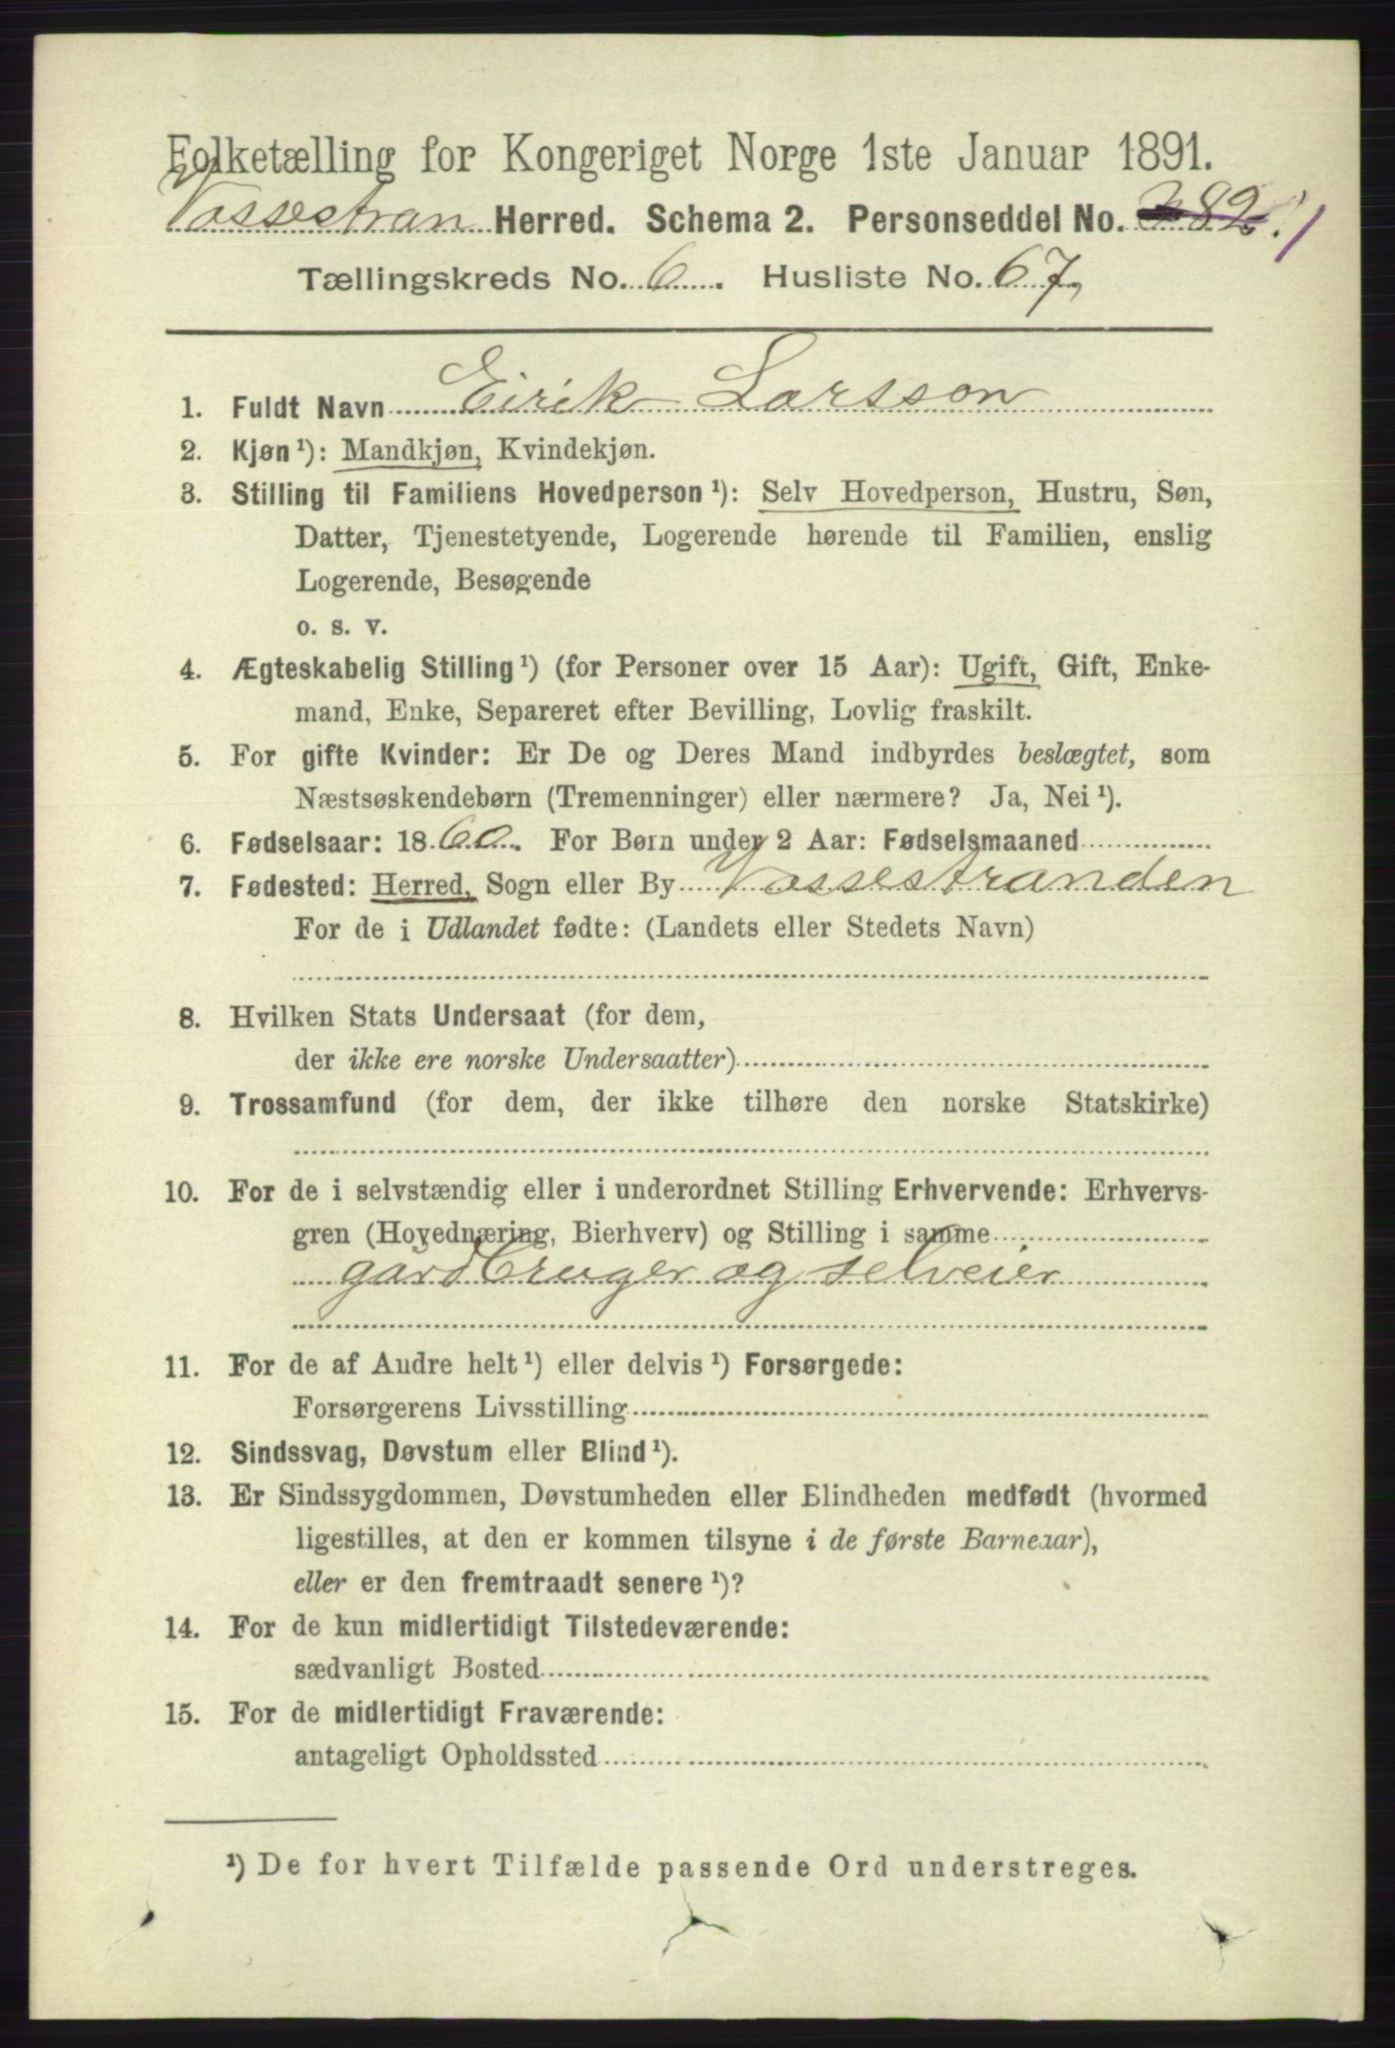 Folketælling for Kongeriget Norge 1ste Januar 1891.
Vossestran Herred. Schema 2. Personseddel No. 382. 1
Tællingskreds No. 6. Husliste No. 67.
1. Fuldt Navn Eirik Larsson
2. Kjøn¹): Mandkjøn, Kvindekjøn.
3. Stilling til Familiens Hovedperson¹): Selv Hovedperson, Hustru, Søn,
Datter, Tjenestetyende, Logerende hørende til Familien, enslig
Logerende, Besøgende
o. s. v.
4. Ægteskabelig Stilling¹) (for Personer over 15 Aar): Ugift, Gift, Enke-
mand, Enke, Separeret efter Bevilling, Lovlig fraskilt.
5. For gifte Kvinder: Er De og Deres Mand indbyrdes beslægtet, som
Næstsøskendebørn (Tremenninger) eller nærmere? Ja, Nei¹).
6. Fødselsaar: 1860. For Børn under 2 Aar: Fødselsmaaned
7. Fødested: Herred, Sogn eller By Vossestranden
For de i Udlandet fødte: (Landets eller Stedets Navn)
8. Hvilken Stats Undersaat (for dem,
der ikke ere norske Undersaatter)
9. Trossamfund (for dem, der ikke tilhøre den norske Statskirke)
10. For de i selvstændig eller i underordnet Stilling Erhvervende: Erhvervs-
gren (Hovednæring, Bierhverv) og Stilling i samme
gårdbruger og selveier
11. For de af Andre helt¹) eller delvis¹) Forsørgede:
Forsørgerens Livsstilling
12. Sindssvag, Døvstum eller Blind¹).
13. Er Sindssygdommen, Døvstumheden eller Blindheden medfødt (hvormed
ligestilles, at den er kommen tilsyne i de første Barneaar),
eller er den fremtraadt senere¹)?
14. For de kun midlertidigt Tilstedeværende:
sædvanligt Bosted
15. For de midlertidigt Fraværende:
antageligt Opholdssted
¹) De for hvert Tilfælde passende Ord understreges.